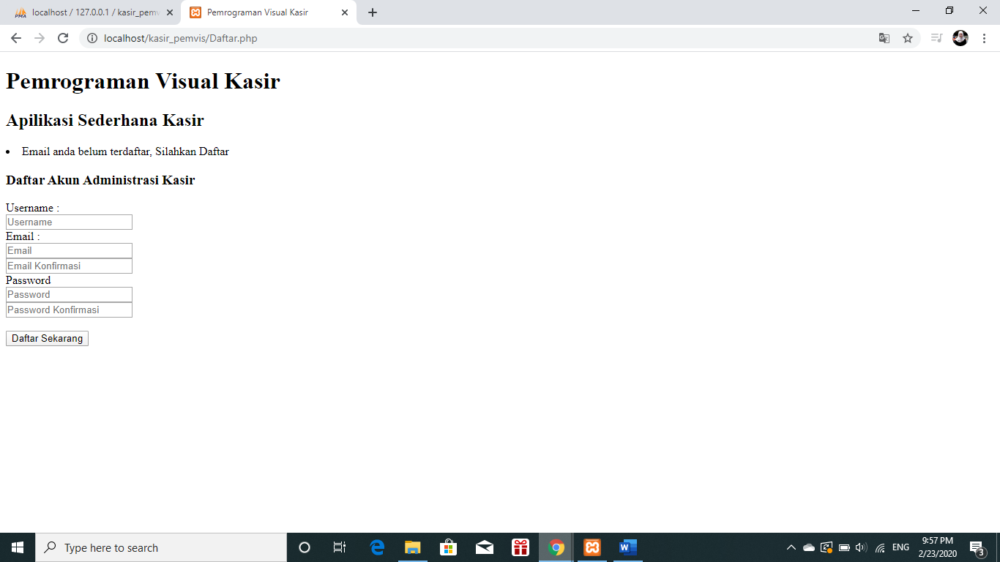 localhost / 127.0.0.1 / kasir_pemv
Pemrograman Visual Kasir
localhost/kasir_pemvis/Daftar.php
Pemrograman Visual Kasir
Apilikasi Sederhana Kasir
Email anda belum terdaftar, Silahkan Daftar
Daftar Akun Administrasi Kasir
Username :
Username
Email :
Email
Email Konfirmasi
Password
Password
Password Konfirmasi
Daftar Sekarang
Type here to search
ENG
9:57 PM
2/23/2020
3